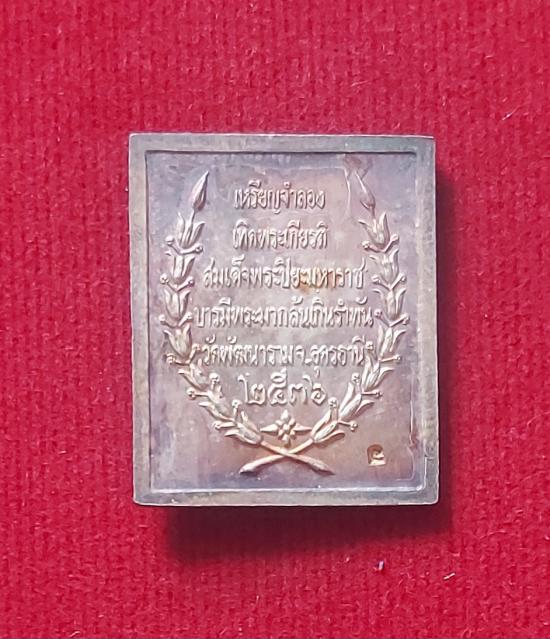 เหรียญจำลอง
เทิดพระเกียรติ
สมเด็จพระปิยะมหาราช
บารมีพระมากล้นเกินรำพัน
วัดพัฒนาราม จ.อุดรธานี
๒๕๓๖